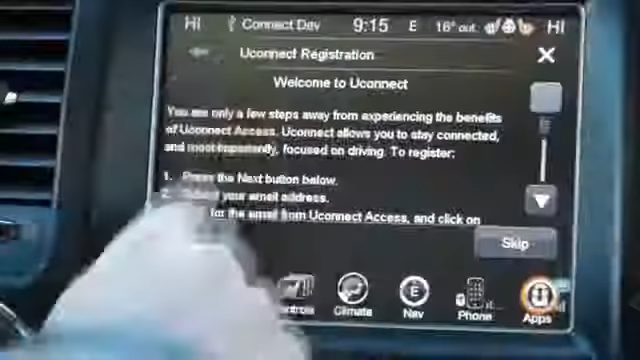 HI Connect Dev 9:15 E 16° out HI
Uconnect Registration X
Welcome to Uconnect
You are only a few steps away from experiencing the benefits
of Uconnect Access. Uconnect allows you to stay connected,
and most importantly, focused on driving. To register:
1. Press the Next button below.
your email address.
for the email from Uconnect Access, and click on
Skip
Climate
E
Nav
Phone
Apps